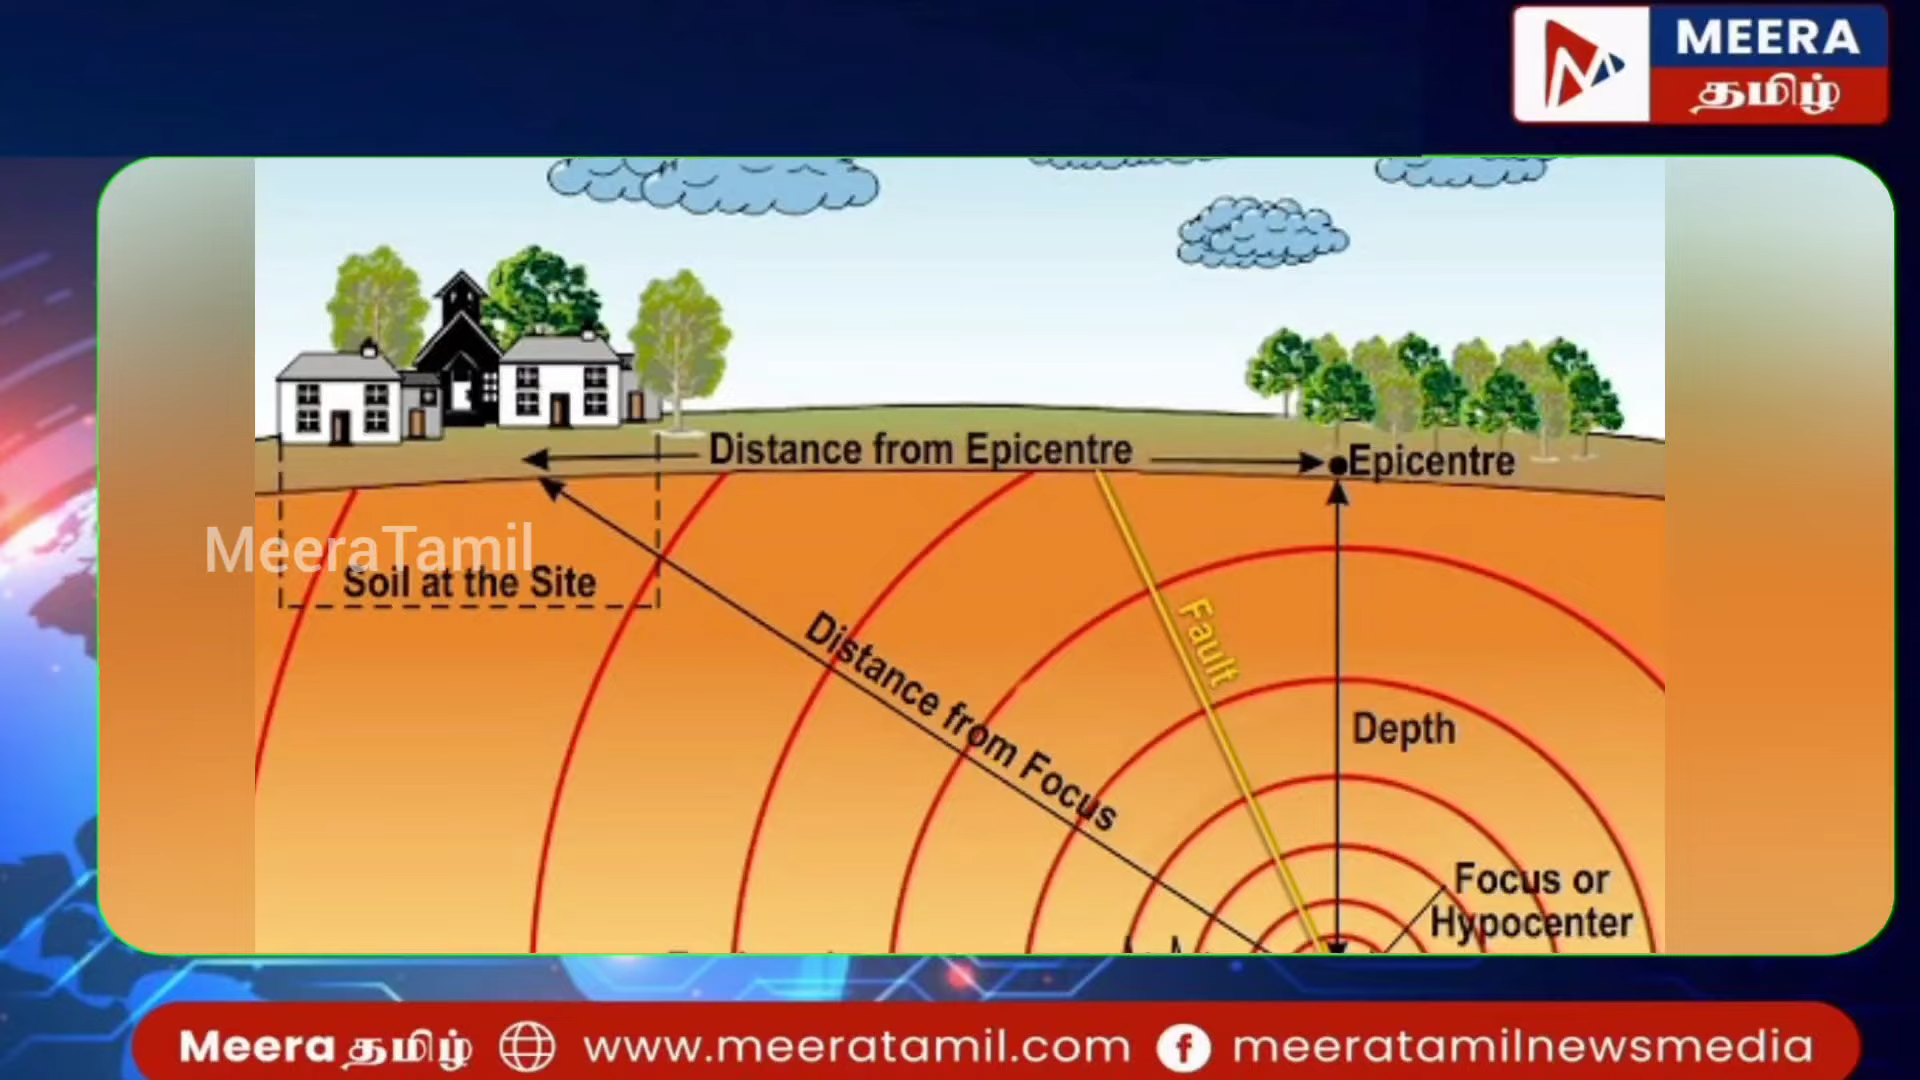 MEERA
தமிழ்
Distance from Epicentre
Epicentre
MeeraTamil
Soil at the Site
Fault
Distance from Focus
Depth
Focus or
Hypocenter
Meera தமிழ் www.meeratamil.com meeratamilnewsmedia